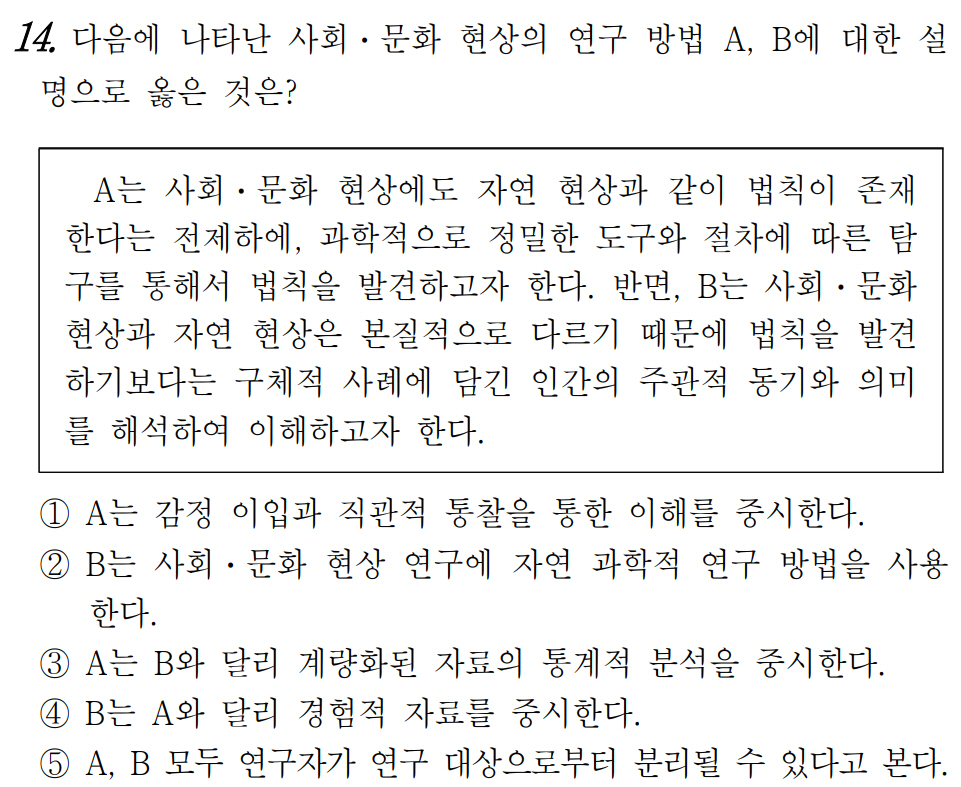 14. 다음에 나타난 사회·문화 현상의 연구 방법 A, B에 대한 설
명으로 옳은 것은?
A는 사회·문화 현상에도 자연 현상과 같이 법칙이 존재
한다는 전제하에, 과학적으로 정밀한 도구와 절차에 따른 탐
구를 통해서 법칙을 발견하고자 한다. 반면, B는 사회·문화
현상과 자연 현상은 본질적으로 다르기 때문에 법칙을 발견
하기보다는 구체적 사례에 담긴 인간의 주관적 동기와 의미
를 해석하여 이해하고자 한다.
① A는 감정 이입과 직관적 통찰을 통한 이해를 중시한다.
② B는 사회·문화 현상 연구에 자연 과학적 연구 방법을 사용
한다.
③ A는 B와 달리 계량화된 자료의 통계적 분석을 중시한다.
④ B는 A와 달리 경험적 자료를 중시한다.
⑤ A, B 모두 연구자가 연구 대상으로부터 분리될 수 있다고 본다.